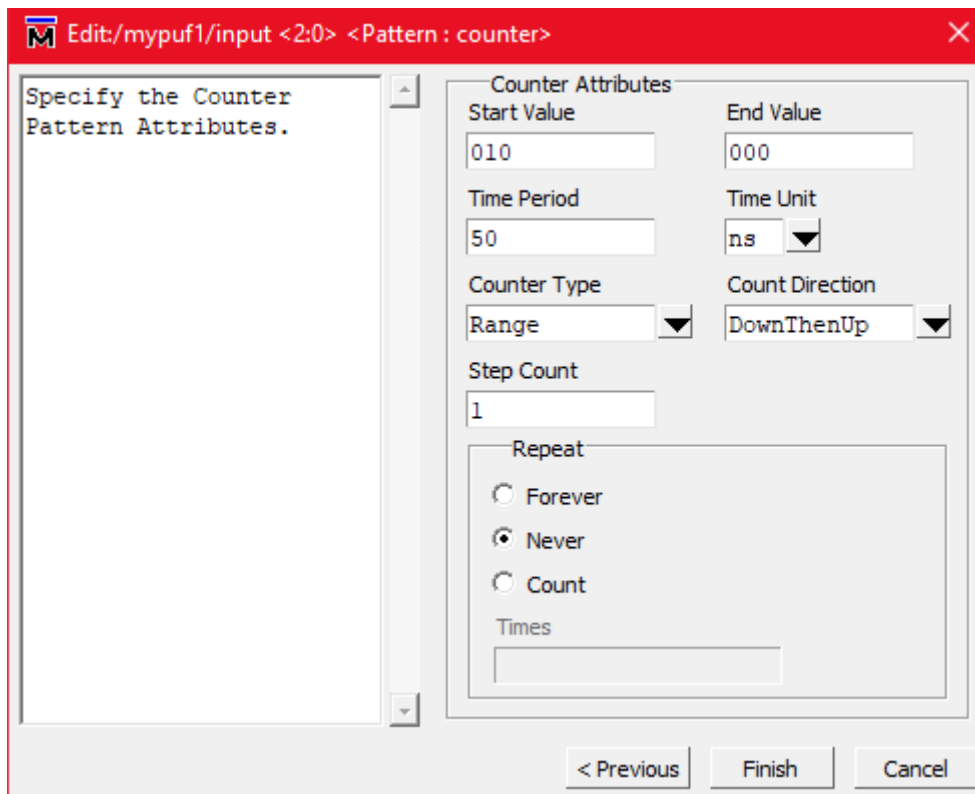 Edit:/mypuf1/input <2:0> <Pattern : counter>
Specify the Counter
Pattern Attributes.
Counter Attributes
Start Value End Value
010 000
Time Period Time Unit
50 ns
Counter Type Count Direction
Range DownThenUp
Step Count
1
Repeat
Forever
Never
Count
Times
< Previous Finish Cancel